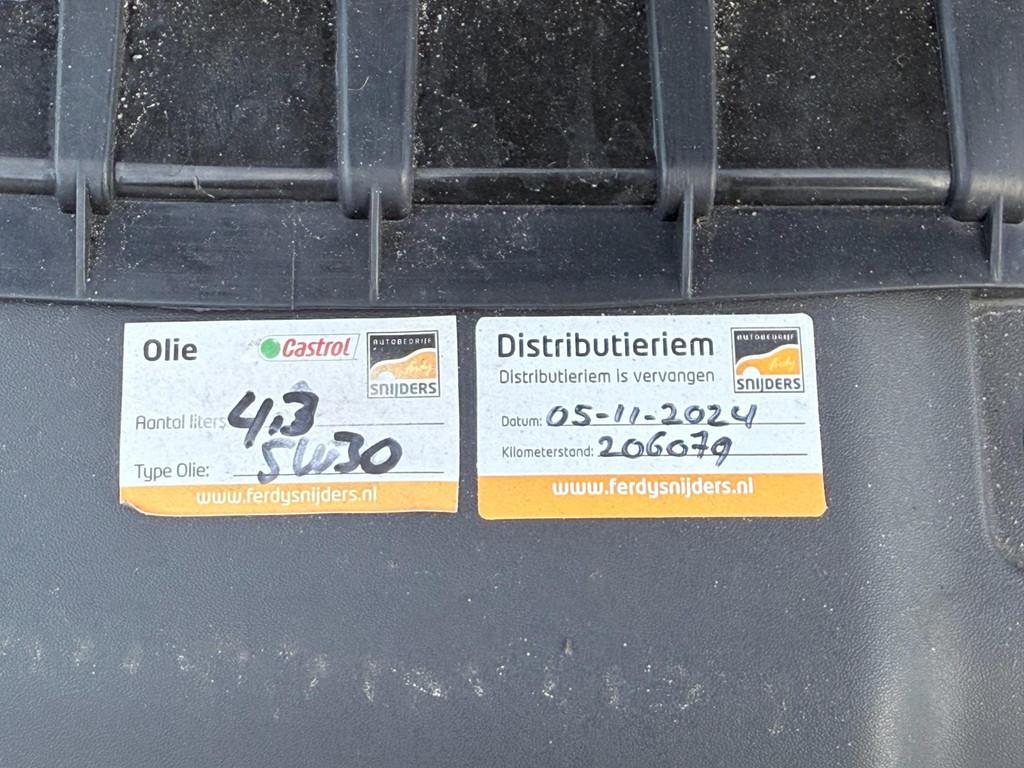 Olie
Castrol
AUTOBEDRIJF
Ferdy
SNIJDERS
Aantal liters 4,3
Type Olie: 5W30
www.ferdysnijders.nl
Distributieriem
AUTOBEDRIJF
Ferdy
SNIJDERS
Distributieriem is vervangen
Datum: 05-11-2024
Kilometerstand: 206079
www.ferdysnijders.nl